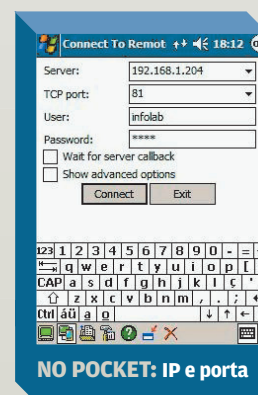 Connect To Remot 18:12
Server: 192.168.1.204
TCP port: 81
User: infolab
Password: ****
Wait for server callback
Show advanced options
Connect Exit
123 1 2 3 4 5 6 7 8 9 0 - =
q w e r t y u i o p [
CAP a s d f g h j k l ç '
z x c v b n m , . ;
Ctrl áü a o ↓ ↑ ←
NO POCKET: IP e porta